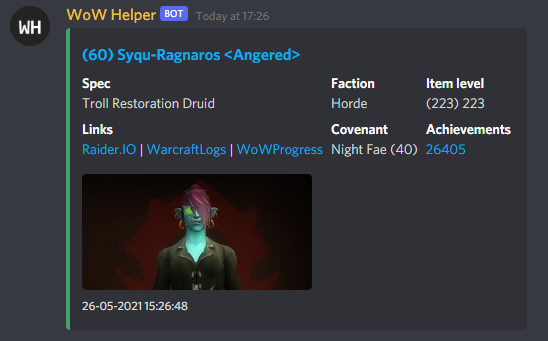 WH
WoW Helper BOT Today at 17:26
(60) Syqu-Ragnaros <Angered>
Spec Faction Item level
Troll Restoration Druid Horde (223) 223
Links Covenant Achievements
Raider.IO | WarcraftLogs | WoWProgress Night Fae (40) 26405
26-05-2021 15:26:48